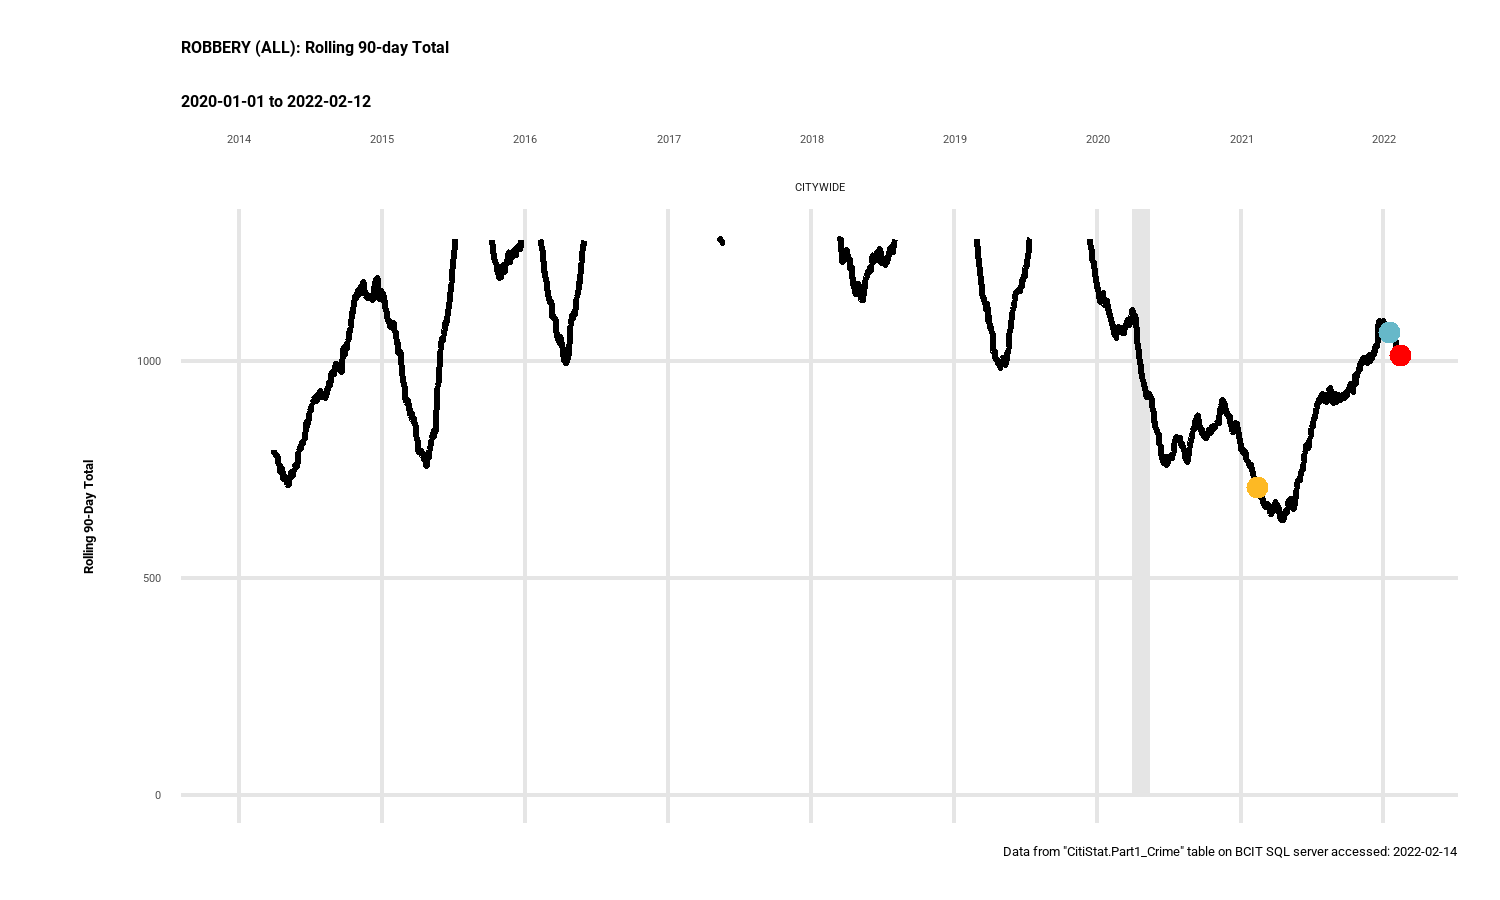 ROBBERY (ALL): Rolling 90-day Total
2020-01-01 to 2022-02-12
2014 2015 2016 2017 2018 2019 2020 2021 2022
CITYWIDE
1000
Rolling 90-Day Total
500
0
Data from "CitiStat.Part1_Crime" table on BCIT SQL server accessed: 2022-02-14